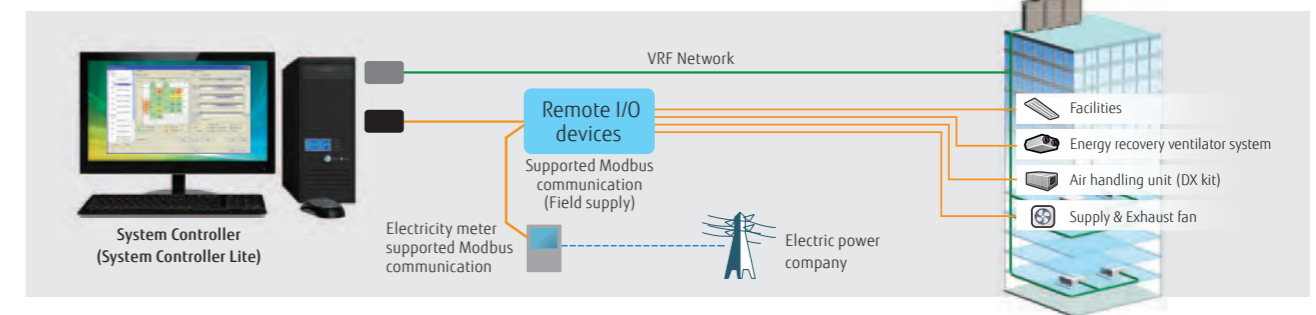 VRF Network
Remote I/O
devices
Facilities
Energy recovery ventilator system
Supported Modbus
communication
(Field supply)
Air handling unit (DX kit)
Supply & Exhaust fan
System Controller
(System Controller Lite)
Electricity meter
supported Modbus
communication
Electric power
company